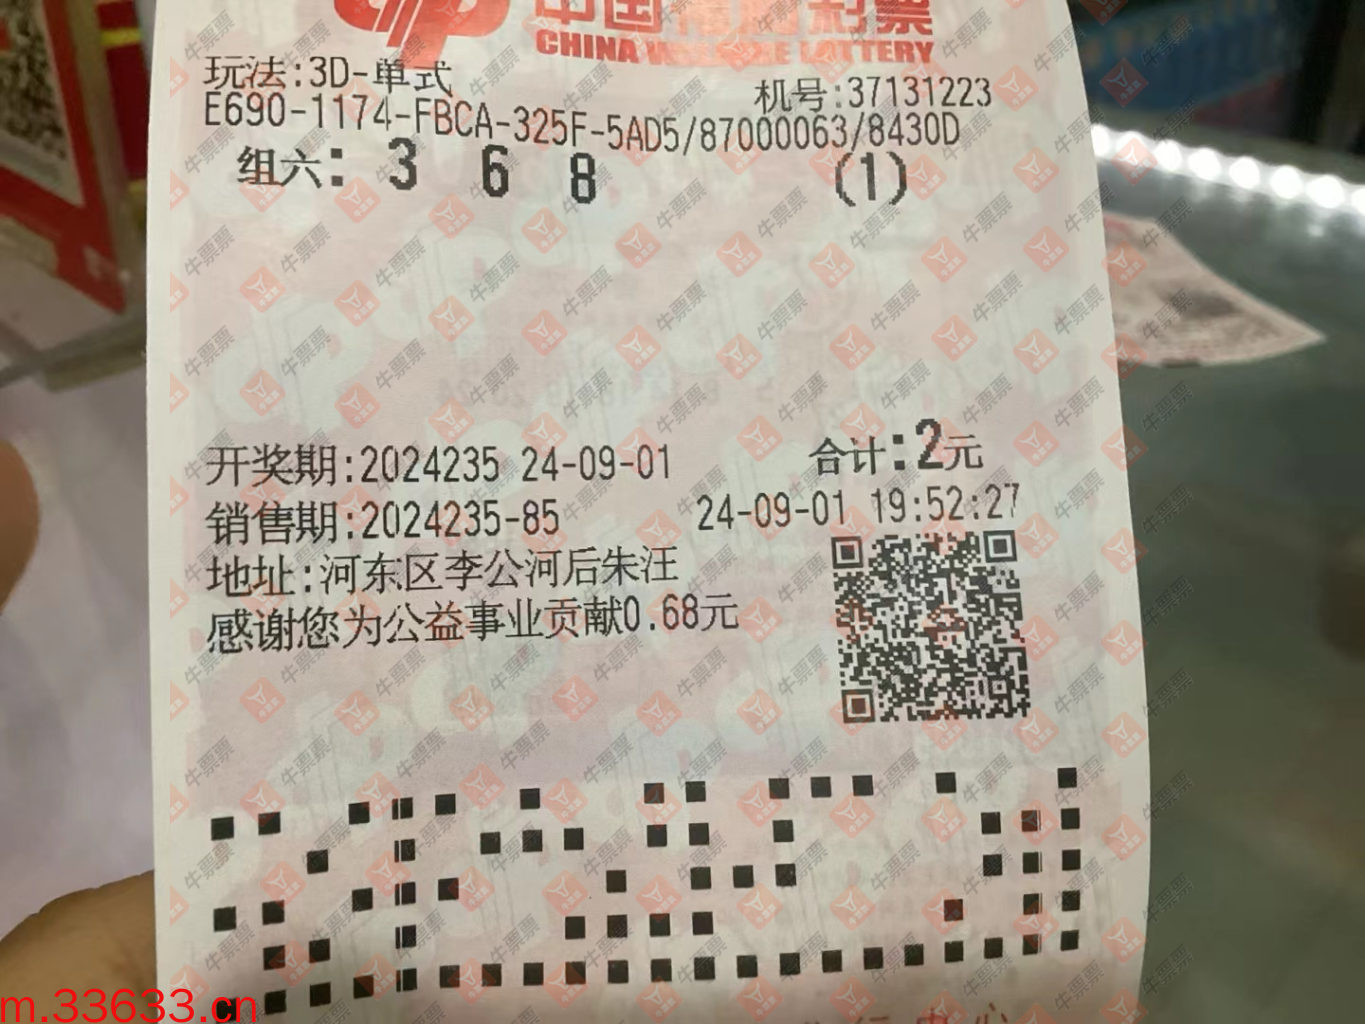 中国福利彩票
CHINA WELFARE LOTTERY
玩法:3D-单式
机号:37131223
E690-1174-FBCA-325F-5AD5/87000063/8430D
组六: 3 6 8 (1)
开奖期:2024235 24-09-01 合计:2元
销售期:2024235-85 24-09-01 19:52:27
地址:河东区李公河后朱汪
感谢您为公益事业贡献0.68元
牛票票
m.33633.cn